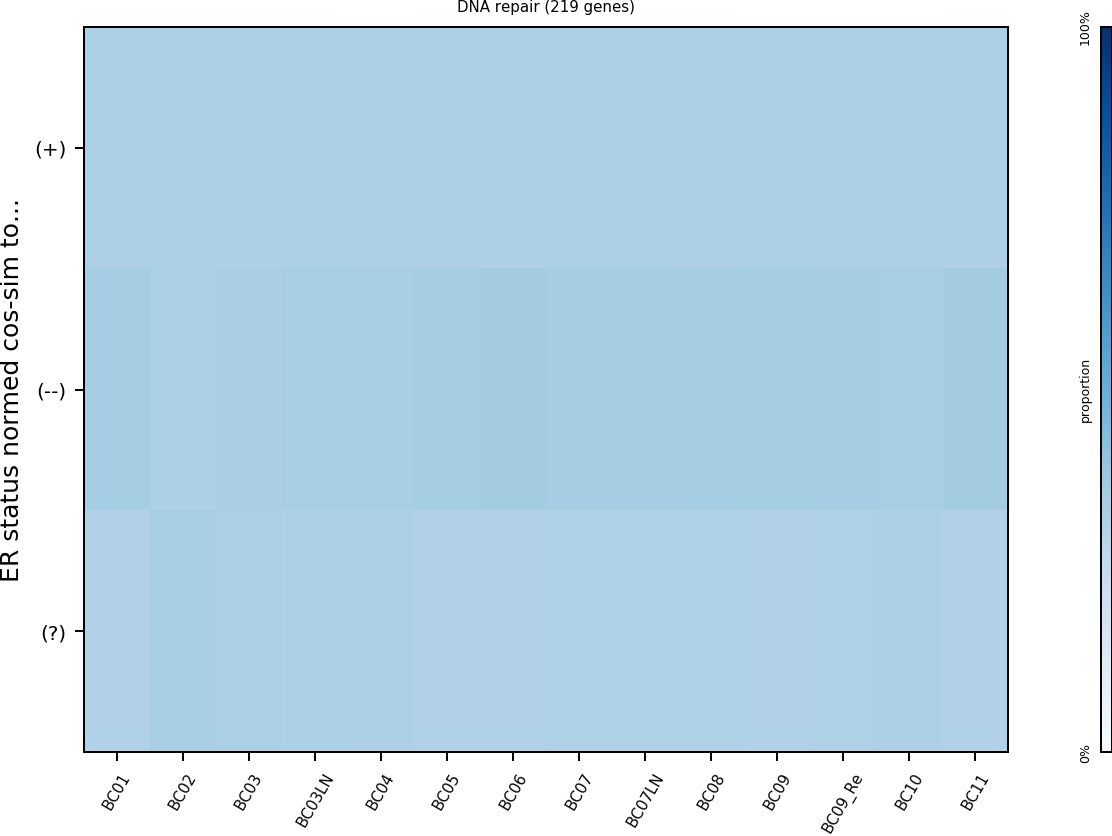 DNA repair (219 genes)
ER status normed cos-sim to...
(+)
(--)
(?)
BC01
BC02
BC03
BC03LN
BC04
BC05
BC06
BC07
BC07LN
BC08
BC09
BC09_Re
BC10
BC11
100%
proportion
0%